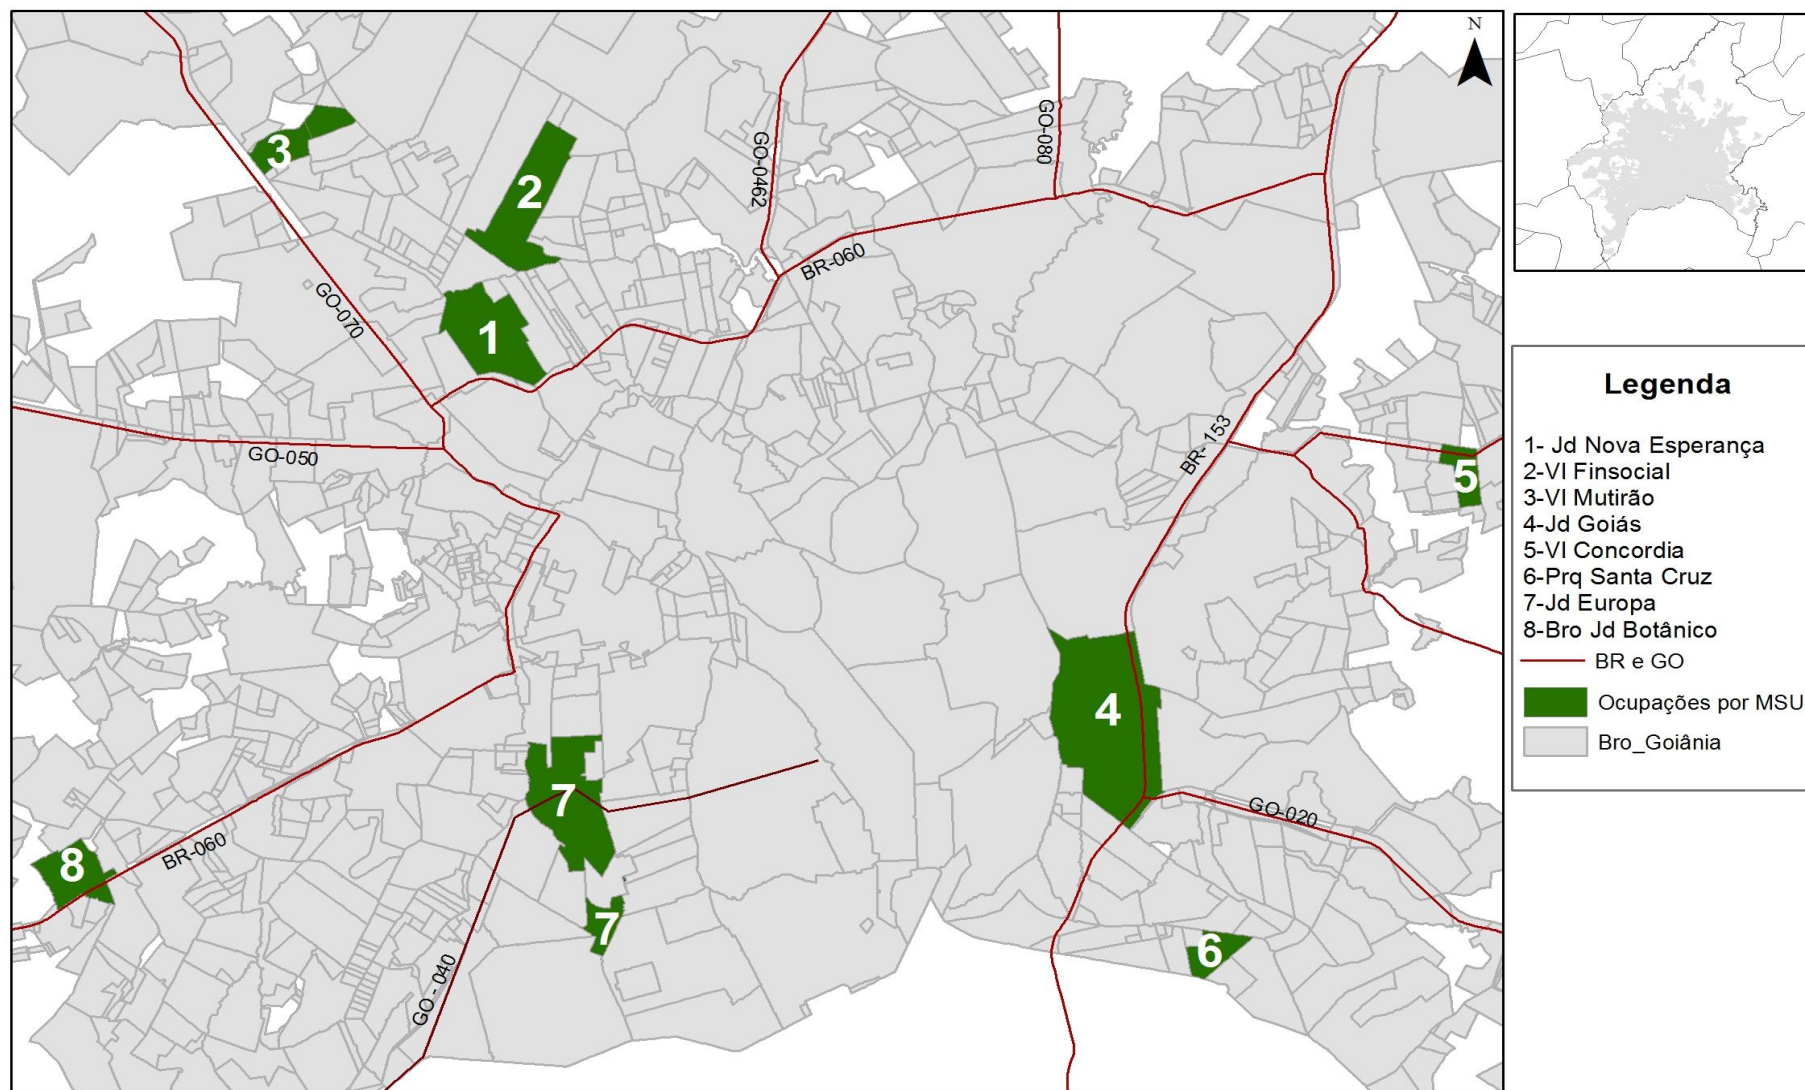 N
GO-0462
GO-080
3
2
BR-060
GO-070
1
BR-153
GO-050
5
4
7
GO-020
BR-060
8
7
6
GO - 040
Legenda
1- Jd Nova Esperança
2-Vl Finsocial
3-Vl Mutirão
4-Jd Goiás
5-Vl Concordia
6-Prq Santa Cruz
7-Jd Europa
8-Bro Jd Botânico
BR e GO
Ocupações por MSU
Bro_Goiânia